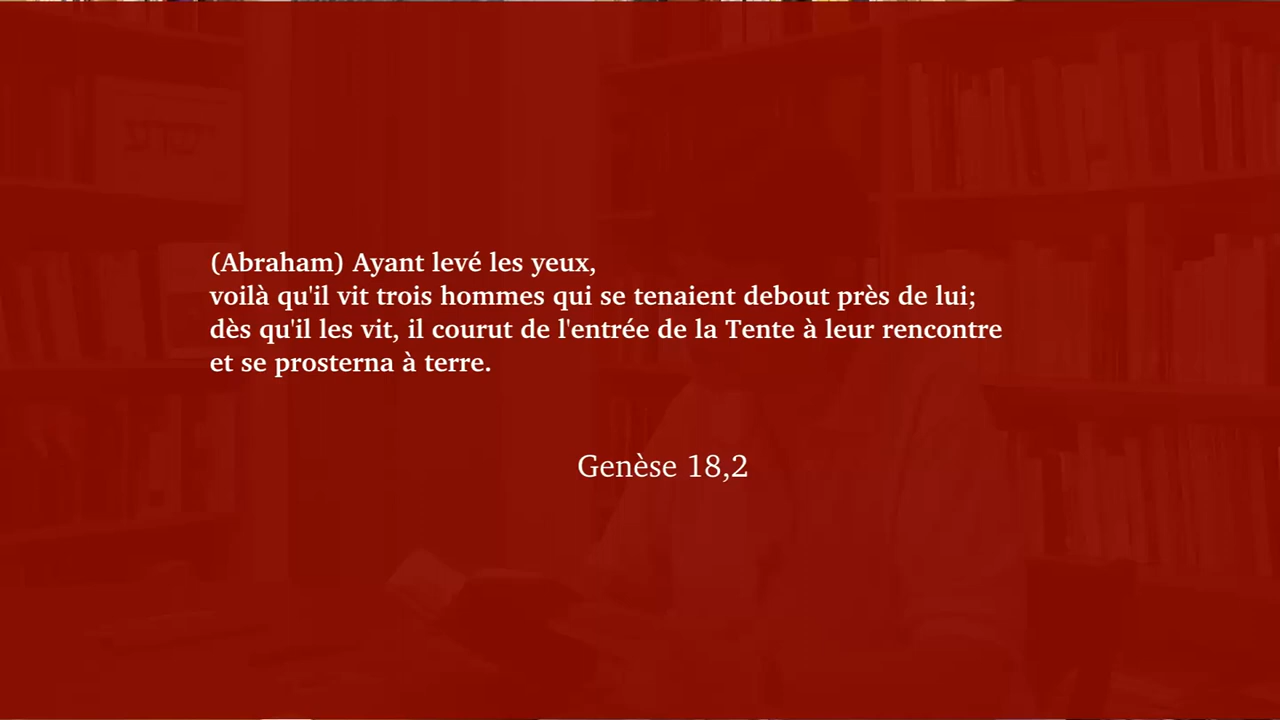 (Abraham) Ayant levé les yeux,
voilà qu'il vit trois hommes qui se tenaient debout près de lui;
dès qu'il les vit, il courut de l'entrée de la Tente à leur rencontre
et se prosterna à terre.
Genèse 18,2